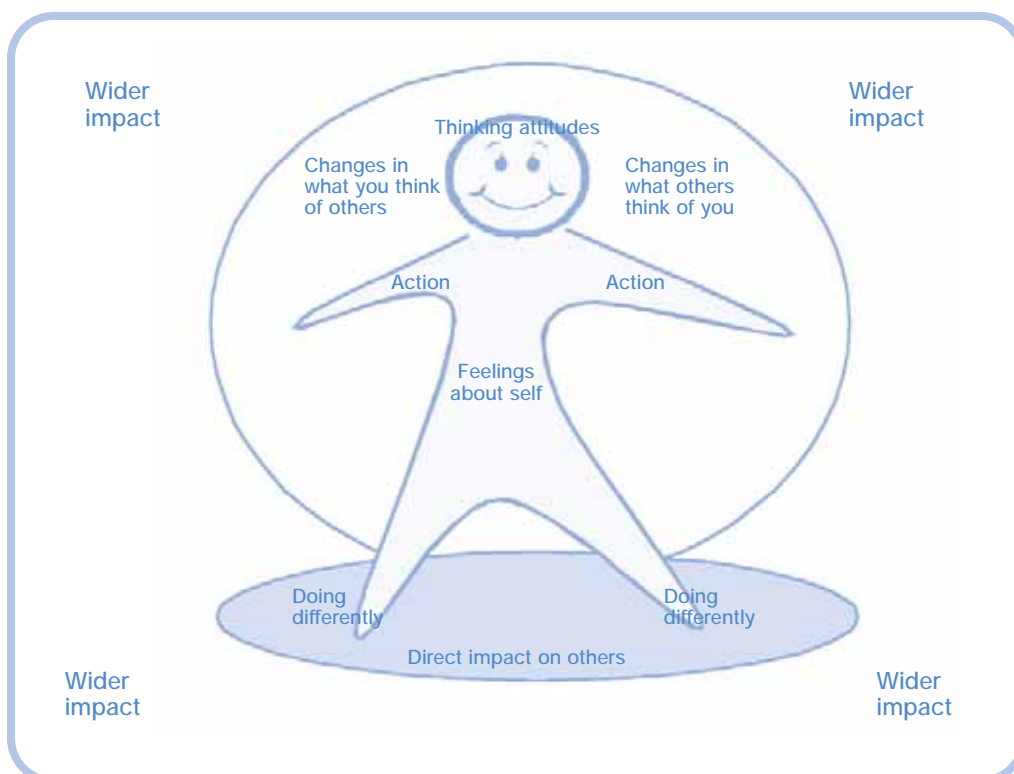 Wider
impact
Wider
impact
Thinking attitudes
Changes in
what you think
of others
Changes in
what others
think of you
Action
Action
Feelings
about self
Doing
differently
Doing
differently
Direct impact on others
Wider
impact
Wider
impact